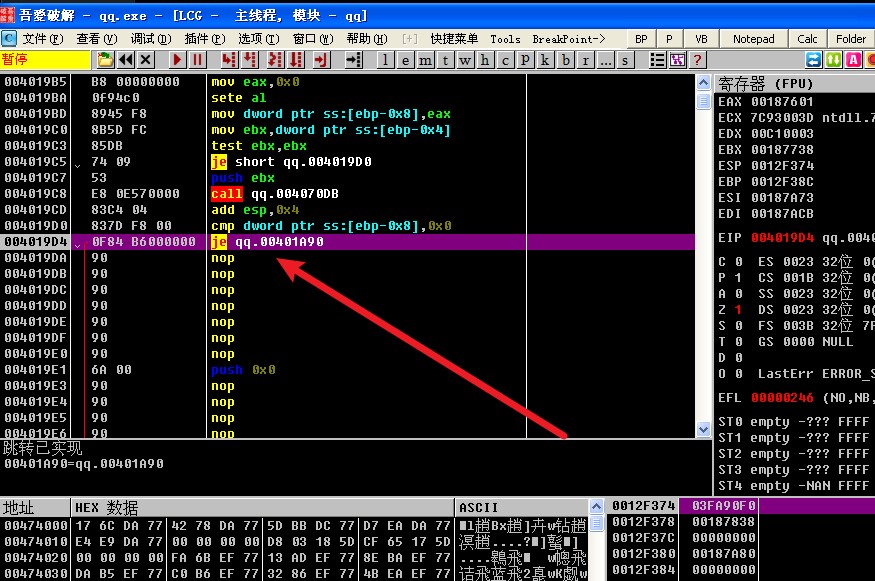 吾愛破解 - qq.exe - [LCG - 主线程, 模块 - qq]
文件(F) 查看(V) 调试(D) 插件(P) 选项(T) 窗口(W) 帮助(H) [+] 快捷菜单 Tools BreakPoint-> BP P VB Notepad Calc Folder
暂停 l e m t w h c p k b r ... s ?
004019B5 B8 00000000 mov eax,0x0
004019BA 0F94C0 sete al
004019BD 8945 F8 mov dword ptr ss:[ebp-0x8],eax
004019C0 8B5D FC mov ebx,dword ptr ss:[ebp-0x4]
004019C3 85DB test ebx,ebx
004019C5 74 09 je short qq.004019D0
004019C7 53 push ebx
004019C8 E8 0E570000 call qq.004070DB
004019CD 83C4 04 add esp,0x4
004019D0 837D F8 00 cmp dword ptr ss:[ebp-0x8],0x0
004019D4 0F84 B6000000 je qq.00401A90
004019DA 90 nop
004019DB 90 nop
004019DC 90 nop
004019DD 90 nop
004019DE 90 nop
004019DF 90 nop
004019E0 90 nop
004019E1 6A 00 push 0x0
004019E3 90 nop
004019E4 90 nop
004019E5 90 nop
004019E6 90 nop
跳转已实现
00401A90=qq.00401A90
寄存器 (FPU)
EAX 00187601
ECX 7C93003D ntdll.7
EDX 00C10003
EBX 00187738
ESP 0012F374
EBP 0012F38C
ESI 00187A73
EDI 00187ACB
EIP 004019D4 qq.0040
C 0 ES 0023 32位 0(
P 1 CS 001B 32位 0(
A 0 SS 0023 32位 0(
Z 1 DS 0023 32位 0(
S 0 FS 003B 32位 7F
T 0 GS 0000 NULL
D 0
O 0 LastErr ERROR_S
EFL 00000246 (NO,NB,
ST0 empty -??? FFFF
ST1 empty -??? FFFF
ST2 empty -??? FFFF
ST3 empty -??? FFFF
ST4 empty -NAN FFFF
地址 HEX 数据 ASCII
00474000 17 6C DA 77 42 78 DA 77 5D BB DC 77 D7 EA DA 77
00474010 E4 E9 DA 77 00 00 00 00 D8 03 18 5D CF 65 17 5D
00474020 00 00 00 00 FA 6B EF 77 13 AD EF 77 8E BA EF 77
00474030 DA B5 EF 77 C0 B6 EF 77 32 86 EF 77 4B EA EF 77
0012F374 03FA90F0
0012F378 00187838
0012F37C 00000000
0012F380 00187A80
0012F384 00000000